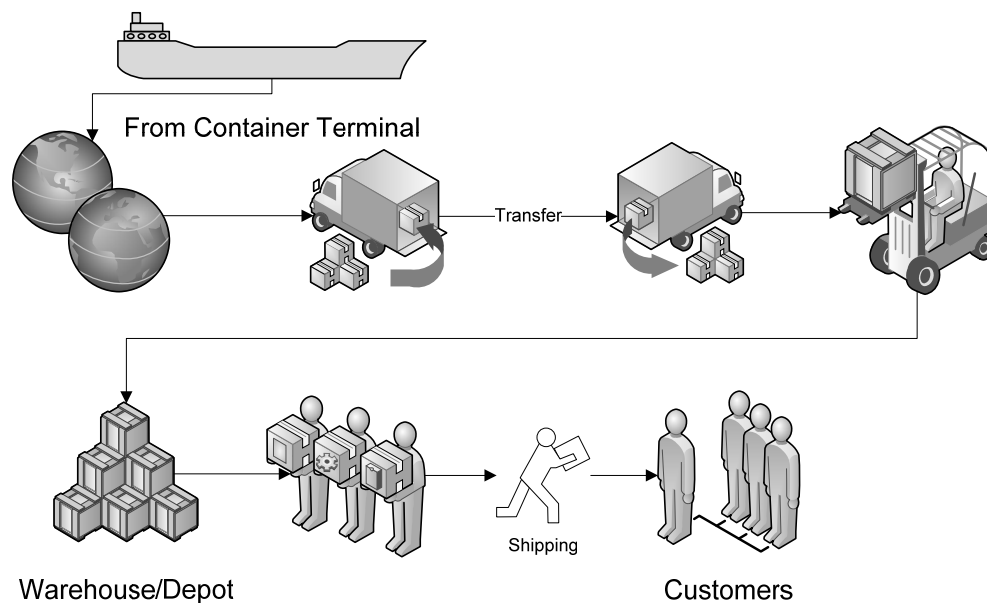 From Container Terminal
Transfer
Shipping
Warehouse/Depot
Customers